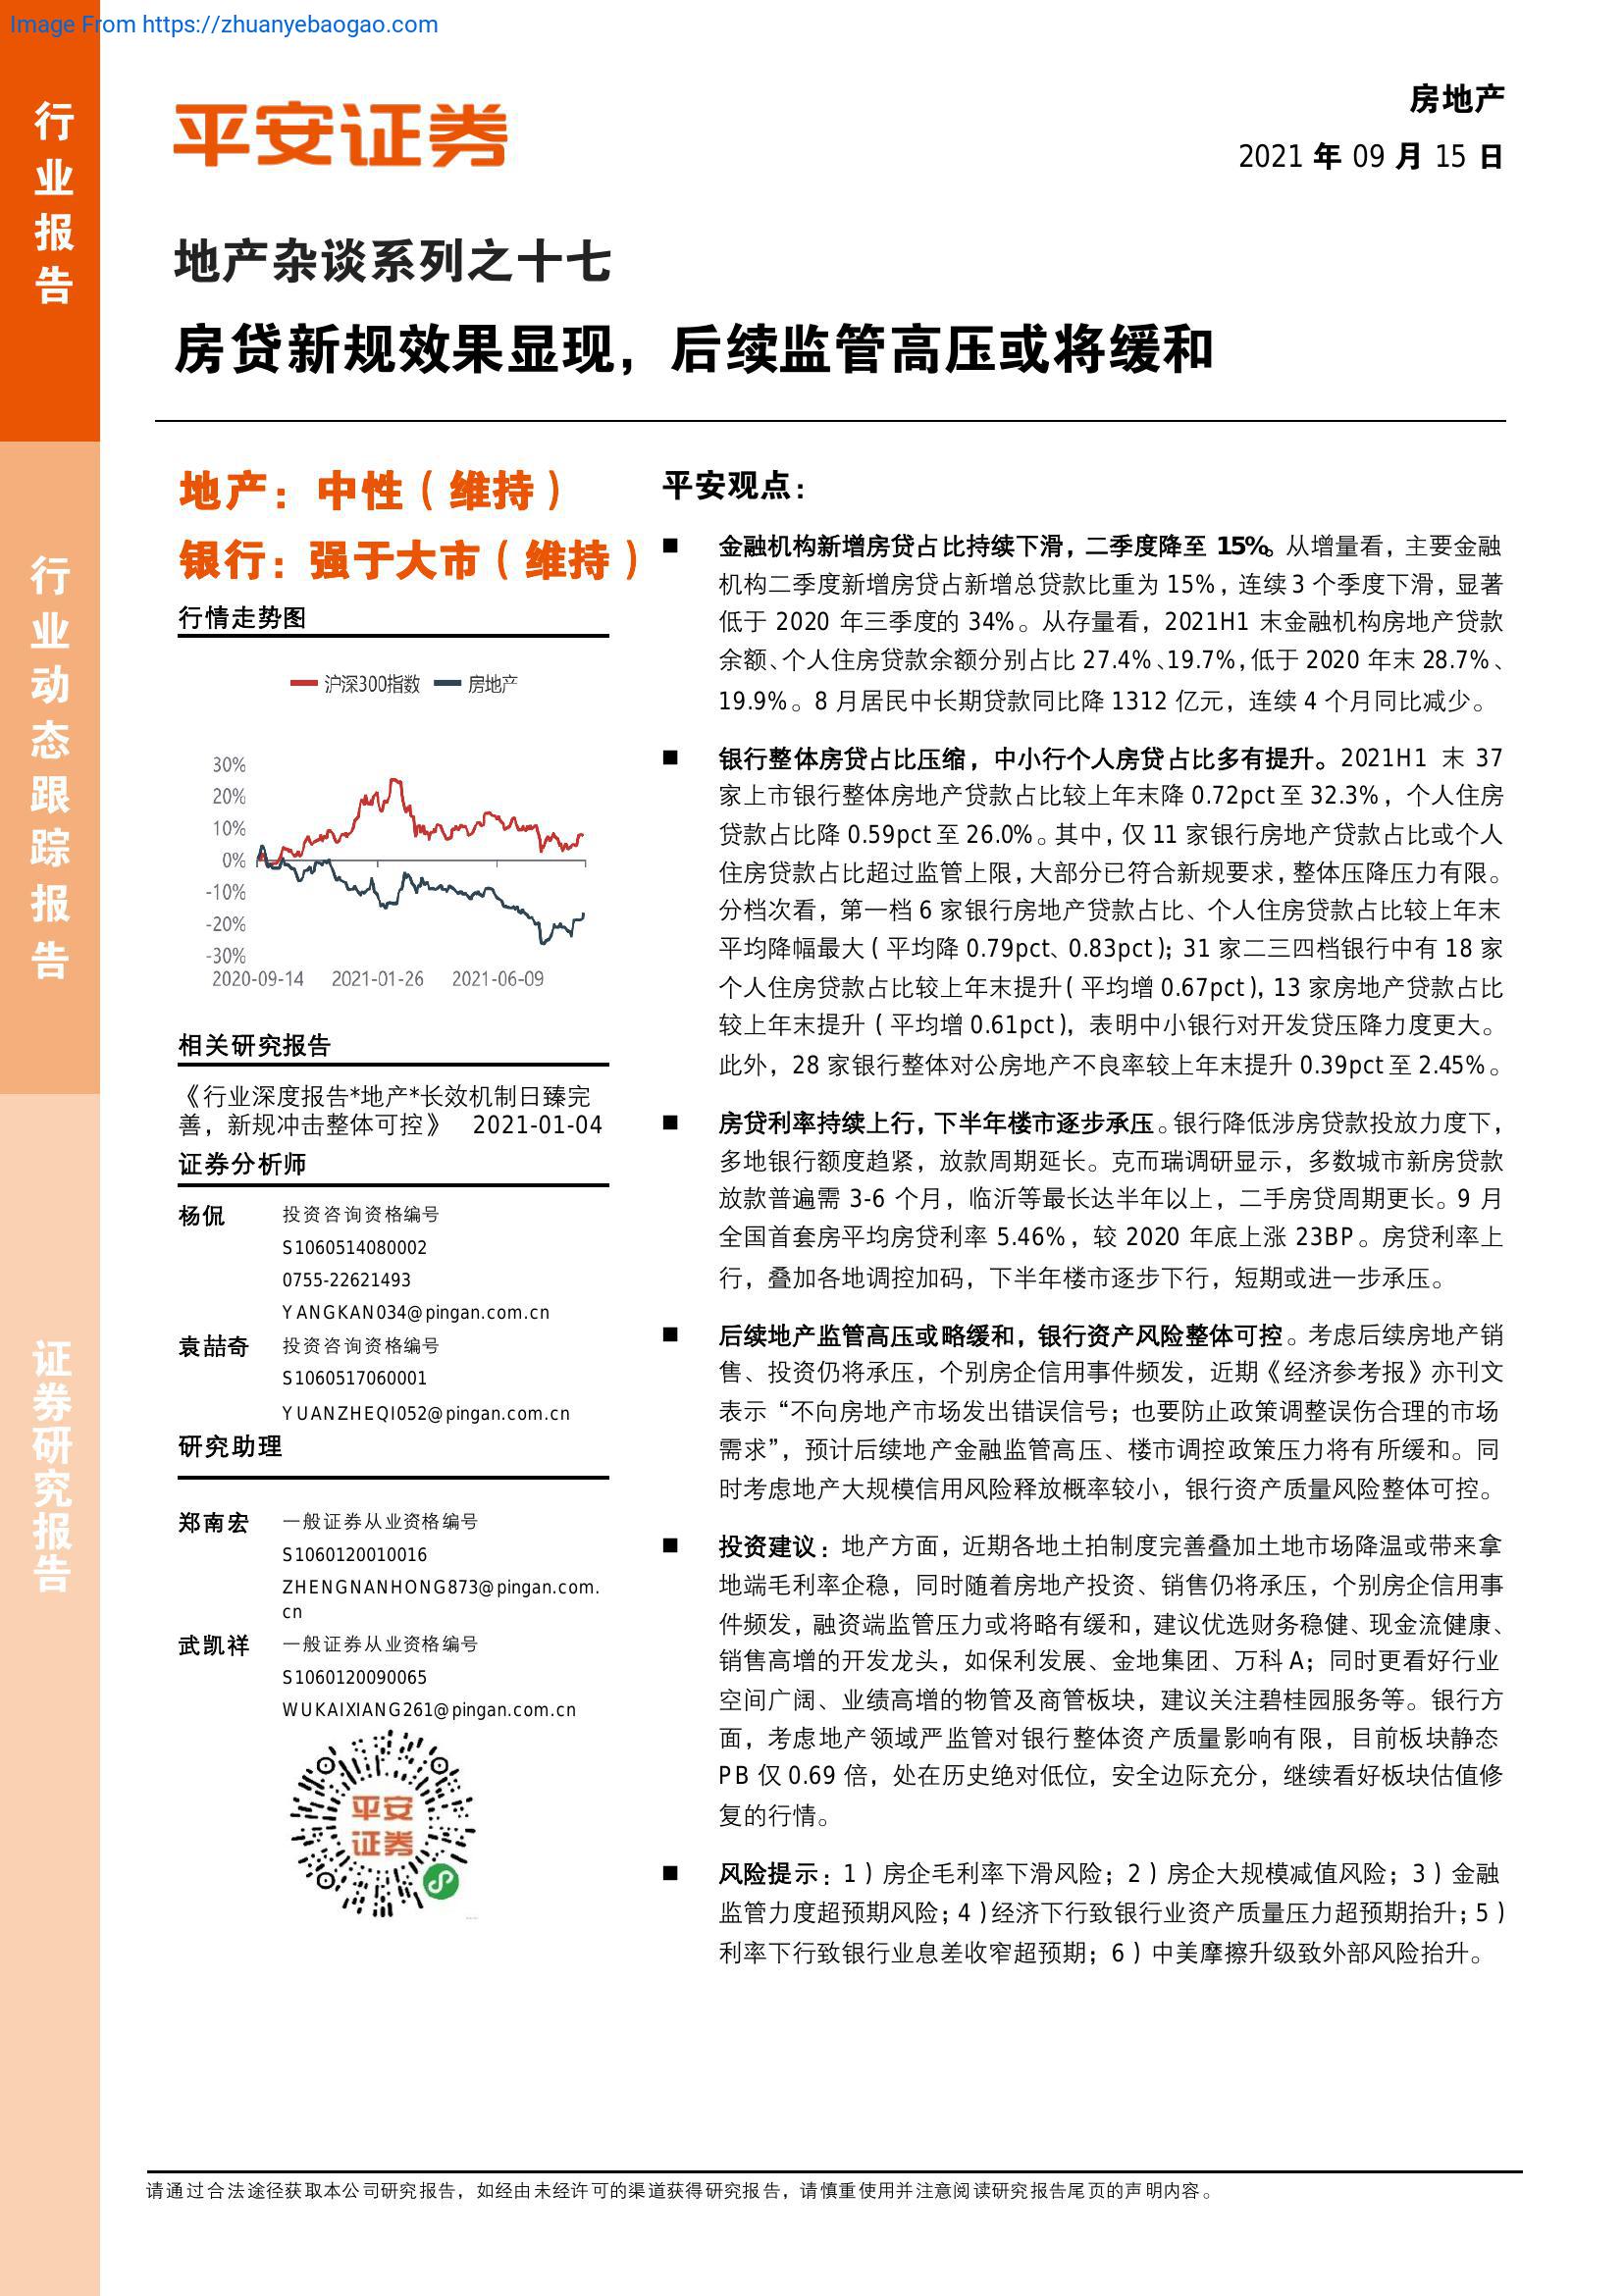 Image From https://zhuanyebaogao.com
行业报告
行业动态跟踪报告
证券研究报告
平安证券
房地产
2021 年 09 月 15 日
地产杂谈系列之十七
房贷新规效果显现，后续监管高压或将缓和
地产：中性（维持）
银行：强于大市（维持）
行情走势图
沪深300指数 房地产
30%
20%
10%
0%
-10%
-20%
-30%
2020-09-14 2021-01-26 2021-06-09
相关研究报告
《行业深度报告*地产*长效机制日臻完
善，新规冲击整体可控》 2021-01-04
证券分析师
杨侃 投资咨询资格编号
S1060514080002
0755-22621493
YANGKAN034@pingan.com.cn
袁喆奇 投资咨询资格编号
S1060517060001
YUANZHEQI052@pingan.com.cn
研究助理
郑南宏 一般证券从业资格编号
S1060120010016
ZHENGNANHONG873@pingan.com.
cn
武凯祥 一般证券从业资格编号
S1060120090065
WUKAIXIANG261@pingan.com.cn
平安
证券
平安观点：
■ 金融机构新增房贷占比持续下滑，二季度降至 15%。从增量看，主要金融
机构二季度新增房贷占新增总贷款比重为 15%，连续 3 个季度下滑，显著
低于 2020 年三季度的 34%。从存量看，2021H1 末金融机构房地产贷款
余额、个人住房贷款余额分别占比 27.4%、19.7%，低于 2020 年末 28.7%、
19.9%。8 月居民中长期贷款同比降 1312 亿元，连续 4 个月同比减少。
■ 银行整体房贷占比压缩，中小行个人房贷占比多有提升。2021H1 末 37
家上市银行整体房地产贷款占比较上年末降 0.72pct 至 32.3%，个人住房
贷款占比降 0.59pct 至 26.0%。其中，仅 11 家银行房地产贷款占比或个人
住房贷款占比超过监管上限，大部分已符合新规要求，整体压降压力有限。
分档次看，第一档 6 家银行房地产贷款占比、个人住房贷款占比较上年末
平均降幅最大（平均降 0.79pct、0.83pct）；31 家二三四档银行中有 18 家
个人住房贷款占比较上年末提升（平均增 0.67pct），13 家房地产贷款占比
较上年末提升（平均增 0.61pct），表明中小银行对开发贷压降力度更大。
此外，28 家银行整体对公房地产不良率较上年末提升 0.39pct 至 2.45%。
■ 房贷利率持续上行，下半年楼市逐步承压。银行降低涉房贷款投放力度下，
多地银行额度趋紧，放款周期延长。克而瑞调研显示，多数城市新房贷款
放款普遍需 3-6 个月，临沂等最长达半年以上，二手房贷周期更长。9 月
全国首套房平均房贷利率 5.46%，较 2020 年底上涨 23BP。房贷利率上
行，叠加各地调控加码，下半年楼市逐步下行，短期或进一步承压。
■ 后续地产监管高压或略缓和，银行资产风险整体可控。考虑后续房地产销
售、投资仍将承压，个别房企信用事件频发，近期《经济参考报》亦刊文
表示“不向房地产市场发出错误信号；也要防止政策调整误伤合理的市场
需求”，预计后续地产金融监管高压、楼市调控政策压力将有所缓和。同
时考虑地产大规模信用风险释放概率较小，银行资产质量风险整体可控。
■ 投资建议：地产方面，近期各地土拍制度完善叠加土地市场降温或带来拿
地端毛利率企稳，同时随着房地产投资、销售仍将承压，个别房企信用事
件频发，融资端监管压力或将略有缓和，建议优选财务稳健、现金流健康、
销售高增的开发龙头，如保利发展、金地集团、万科 A；同时更看好行业
空间广阔、业绩高增的物管及商管板块，建议关注碧桂园服务等。银行方
面，考虑地产领域严监管对银行整体资产质量影响有限，目前板块静态
PB 仅 0.69 倍，处在历史绝对低位，安全边际充分，继续看好板块估值修
复的行情。
■ 风险提示：1）房企毛利率下滑风险；2）房企大规模减值风险；3）金融
监管力度超预期风险；4）经济下行致银行业资产质量压力超预期抬升；5）
利率下行致银行业息差收窄超预期；6）中美摩擦升级致外部风险抬升。
请通过合法途径获取本公司研究报告，如经由未经许可的渠道获得研究报告，请慎重使用并注意阅读研究报告尾页的声明内容。